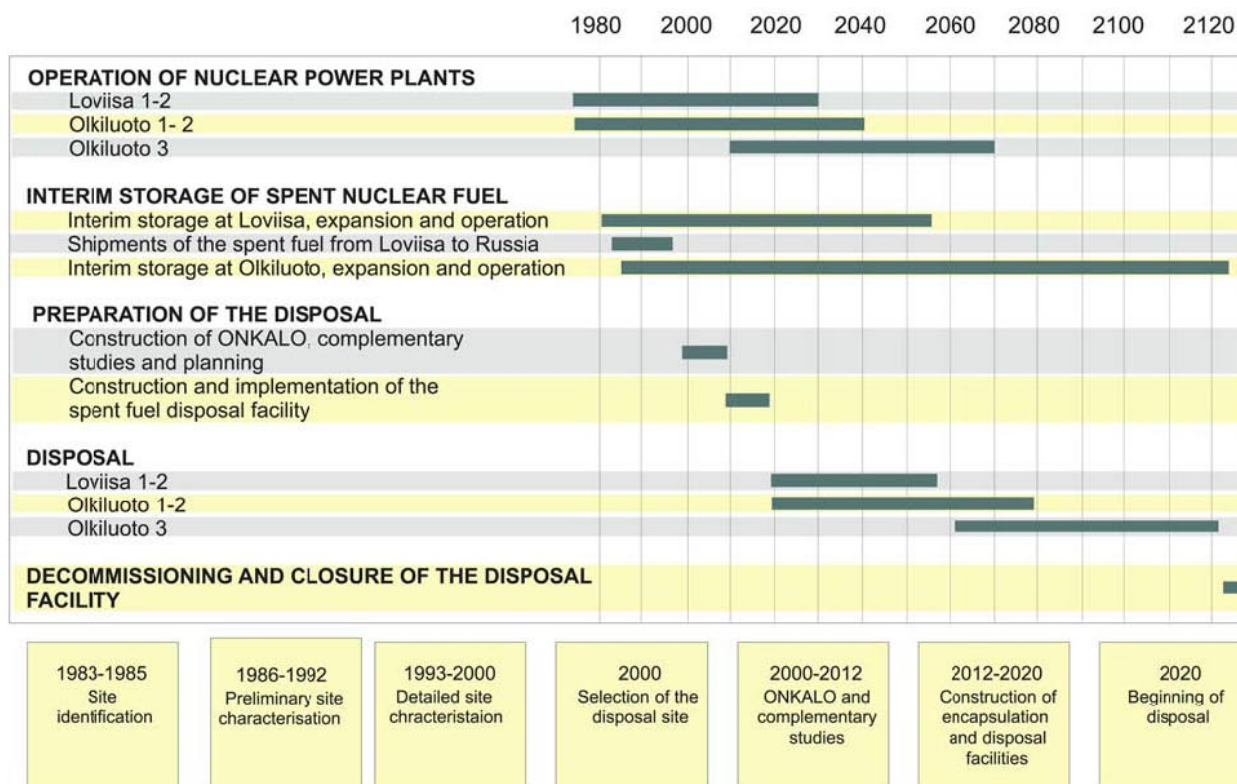 1980 2000 2020 2040 2060 2080 2100 2120
OPERATION OF NUCLEAR POWER PLANTS
Loviisa 1-2
Olkiluoto 1- 2
Olkiluoto 3
INTERIM STORAGE OF SPENT NUCLEAR FUEL
Interim storage at Loviisa, expansion and operation
Shipments of the spent fuel from Loviisa to Russia
Interim storage at Olkiluoto, expansion and operation
PREPARATION OF THE DISPOSAL
Construction of ONKALO, complementary
studies and planning
Construction and implementation of the
spent fuel disposal facility
DISPOSAL
Loviisa 1-2
Olkiluoto 1-2
Olkiluoto 3
DECOMMISSIONING AND CLOSURE OF THE DISPOSAL
FACILITY
1983-1985
Site
identification
1986-1992
Preliminary site
characterisation
1993-2000
Detailed site
chracteristaion
2000
Selection of the
disposal site
2000-2012
ONKALO and
complementary
studies
2012-2020
Construction of
encapsulation
and disposal
facilities
2020
Beginning of
disposal